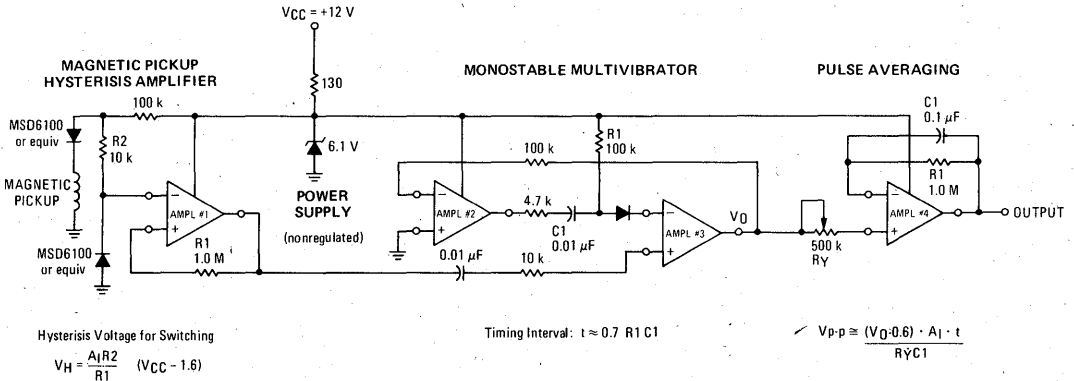 VCC = +12 V
MAGNETIC PICKUP
HYSTERISIS AMPLIFIER
MONOSTABLE MULTIVIBRATOR
PULSE AVERAGING
130
100 k
MSD6100
or equiv
R2
10 k
MAGNETIC
PICKUP
MSD6100
or equiv
−
+
AMPL #1
R1
1.0 M
6.1 V
POWER
SUPPLY
(nonregulated)
100 k
−
+
AMPL #2
4.7 k
C1
0.01 μF
R1
100 k
0.01 μF
10 k
−
+
AMPL #3
VO
500 k
RY
C1
0.1 μF
R1
1.0 M
−
+
AMPL #4
OUTPUT
Hysterisis Voltage for Switching
VH = AIR2 / R1 (VCC − 1.6)
Timing Interval: t ≈ 0.7 R1 C1
Vp-p ≅ (VO-0.6) · AI · t / RYC1